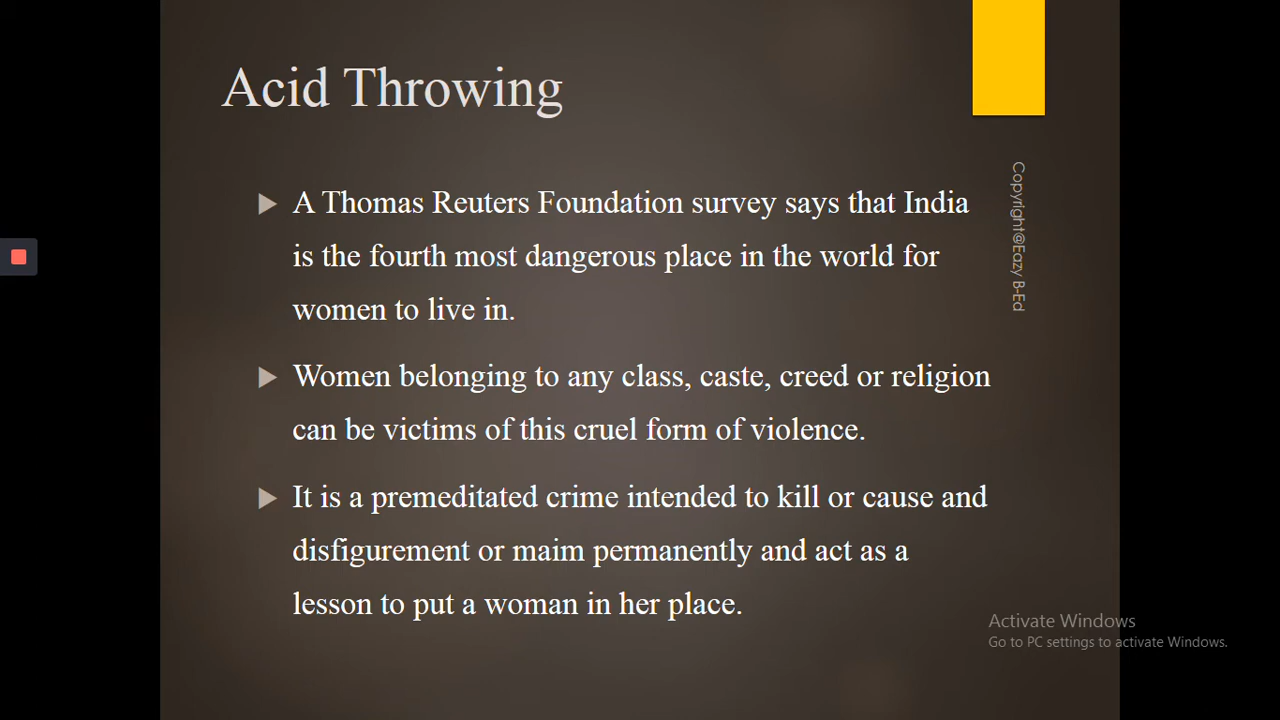 Acid Throwing
A Thomas Reuters Foundation survey says that India
is the fourth most dangerous place in the world for
women to live in.
Women belonging to any class, caste, creed or religion
can be victims of this cruel form of violence.
It is a premeditated crime intended to kill or cause and
disfigurement or maim permanently and act as a
lesson to put a woman in her place.
Copyright@Eazy B-Ed
Activate Windows
Go to PC settings to activate Windows.